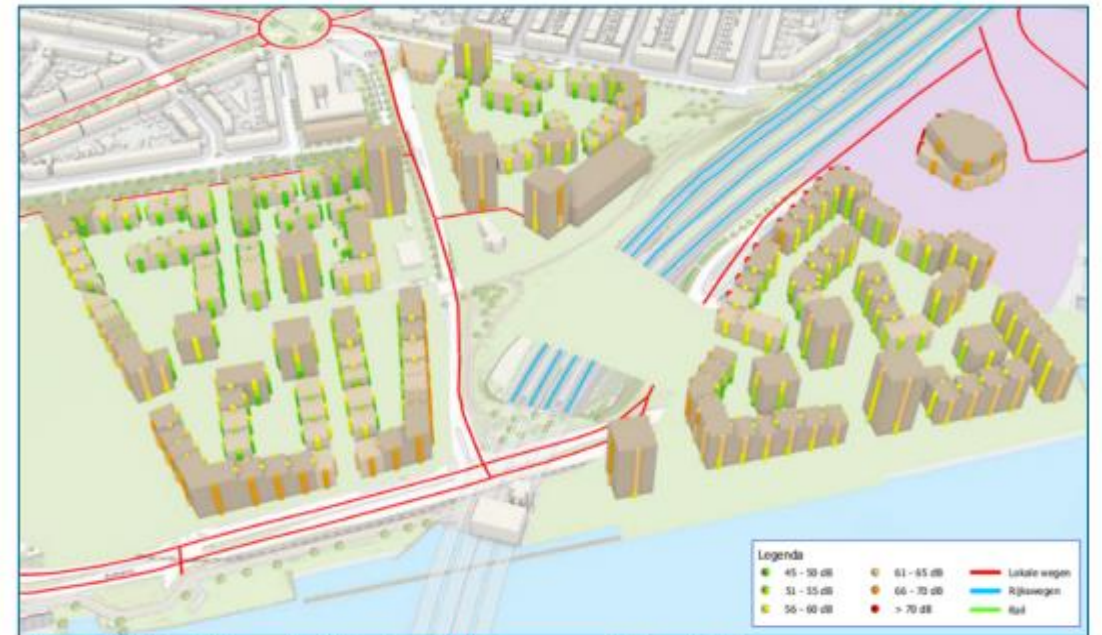 Legenda
45 - 50 dB
51 - 55 dB
56 - 60 dB
61 - 65 dB
66 - 70 dB
> 70 dB
Lokale wegen
Rijkswegen
Rail